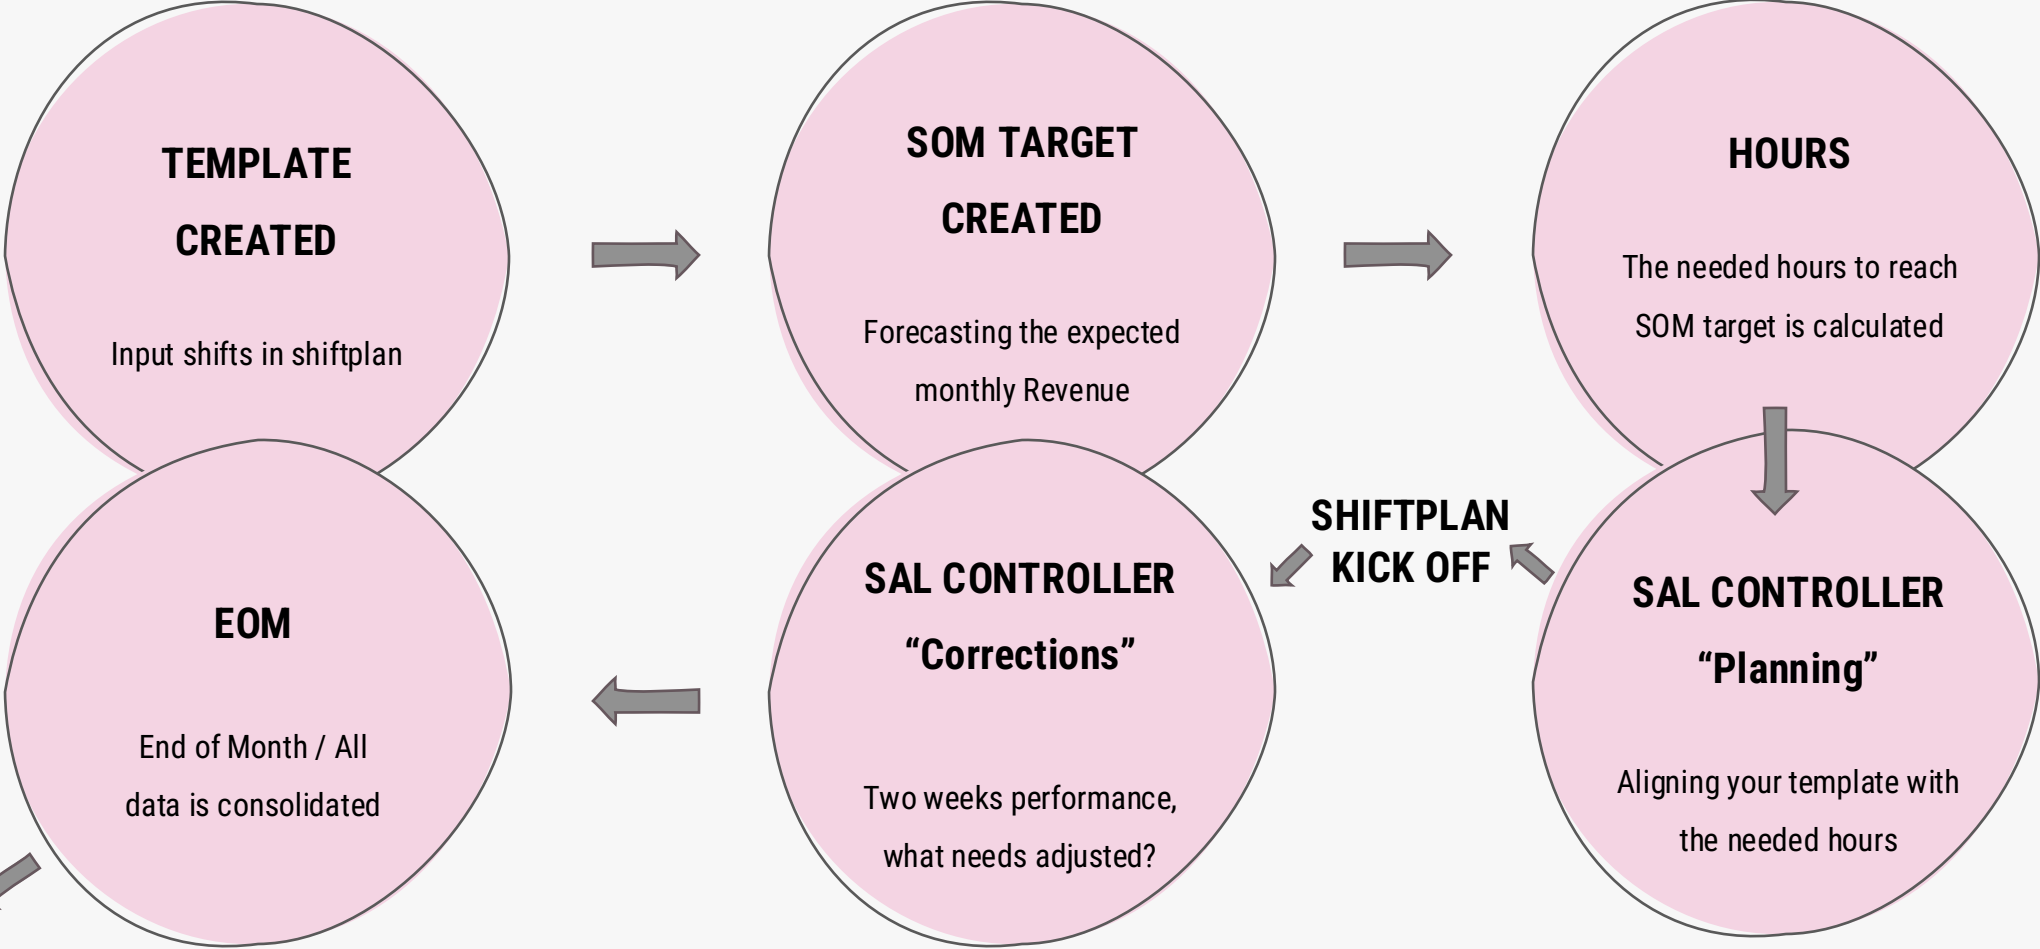 TEMPLATE
CREATED
Input shifts in shiftplan
SOM TARGET
CREATED
Forecasting the expected
monthly Revenue
HOURS
The needed hours to reach
SOM target is calculated
SAL CONTROLLER
“Planning”
Aligning your template with
the needed hours
SHIFTPLAN
KICK OFF
SAL CONTROLLER
“Corrections”
Two weeks performance,
what needs adjusted?
EOM
End of Month / All
data is consolidated